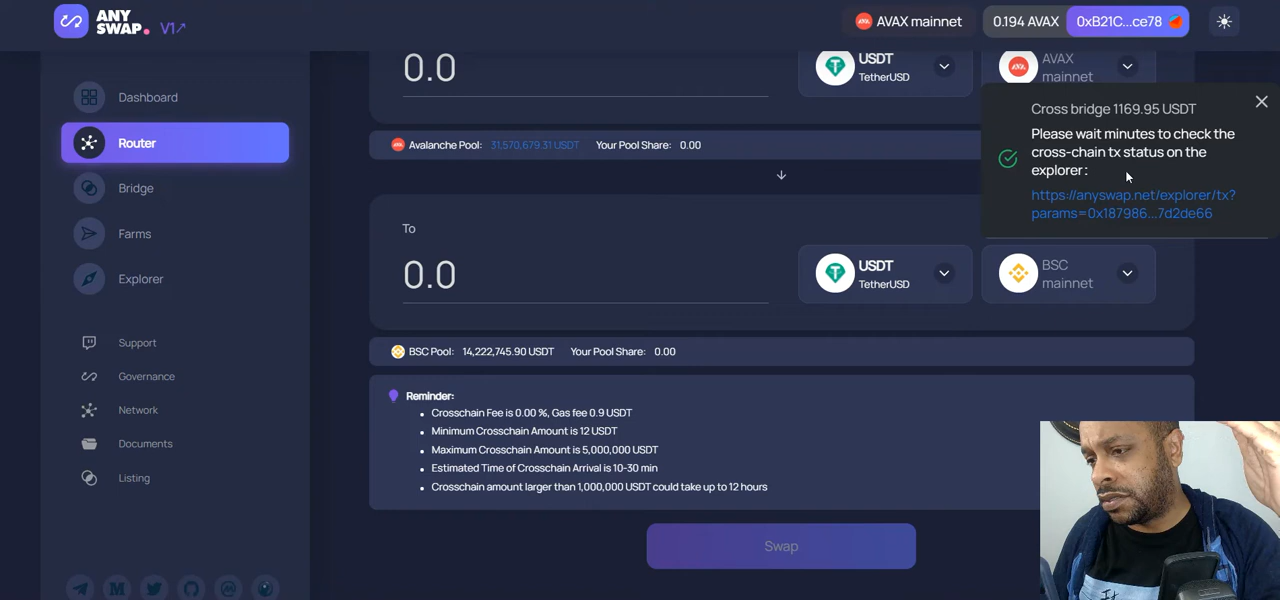 ANY
SWAP.
V1↗
AVAX mainnet
0.194 AVAX
0xB21C...ce78
Dashboard
Router
Bridge
Farms
Explorer
Support
Governance
Network
Documents
Listing
0.0
USDT
TetherUSD
AVAX
mainnet
Cross bridge 1169.95 USDT
Please wait minutes to check the
cross-chain tx status on the
explorer:
https://anyswap.net/explorer/tx?
params=0x187986...7d2de66
Avalanche Pool: 31,570,679.31 USDT Your Pool Share: 0.00
To
0.0
USDT
TetherUSD
BSC
mainnet
BSC Pool: 14,222,745.90 USDT Your Pool Share: 0.00
Reminder:
Crosschain Fee is 0.00 %, Gas fee 0.9 USDT
Minimum Crosschain Amount is 12 USDT
Maximum Crosschain Amount is 5,000,000 USDT
Estimated Time of Crosschain Arrival is 10-30 min
Crosschain amount larger than 1,000,000 USDT could take up to 12 hours
Swap